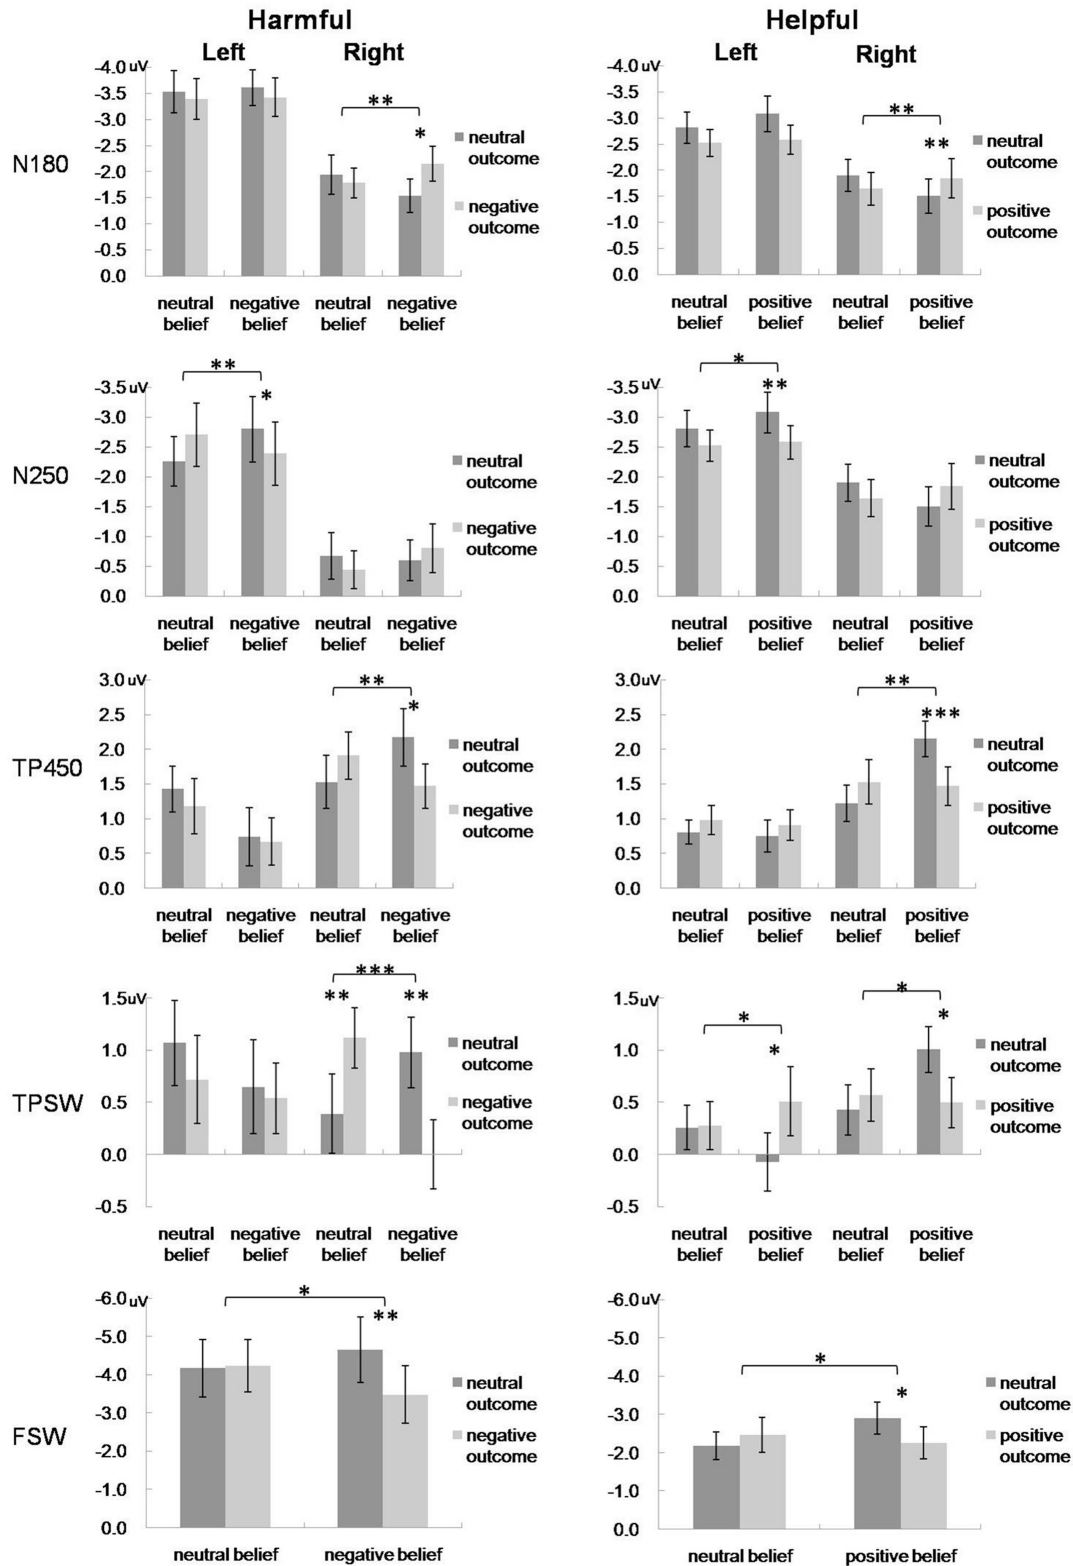 Harmful
Helpful
Left
Right
Left
Right
N180
-4.0 uV
-3.5
-3.0
-2.5
-2.0
-1.5
-1.0
-0.5
0.0
**
*
neutral outcome
negative outcome
neutral belief
negative belief
neutral belief
negative belief
-4.0 uV
-3.5
-3.0
-2.5
-2.0
-1.5
-1.0
-0.5
0.0
**
**
neutral outcome
positive outcome
neutral belief
positive belief
neutral belief
positive belief
N250
-3.5 uV
-3.0
-2.5
-2.0
-1.5
-1.0
-0.5
0.0
**
*
neutral outcome
negative outcome
neutral belief
negative belief
neutral belief
negative belief
-3.5 uV
-3.0
-2.5
-2.0
-1.5
-1.0
-0.5
0.0
*
**
neutral outcome
positive outcome
neutral belief
positive belief
neutral belief
positive belief
TP450
3.0 uV
2.5
2.0
1.5
1.0
0.5
0.0
**
*
neutral outcome
negative outcome
neutral belief
negative belief
neutral belief
negative belief
3.0 uV
2.5
2.0
1.5
1.0
0.5
0.0
**
***
neutral outcome
positive outcome
neutral belief
positive belief
neutral belief
positive belief
TPSW
1.5 uV
1.0
0.5
0.0
-0.5
***
**
**
neutral outcome
negative outcome
neutral belief
negative belief
neutral belief
negative belief
1.5 uV
1.0
0.5
0.0
-0.5
*
*
*
*
neutral outcome
positive outcome
neutral belief
positive belief
neutral belief
positive belief
FSW
-6.0 uV
-5.0
-4.0
-3.0
-2.0
-1.0
0.0
*
**
neutral outcome
negative outcome
neutral belief
negative belief
-6.0 uV
-5.0
-4.0
-3.0
-2.0
-1.0
0.0
*
*
neutral outcome
positive outcome
neutral belief
positive belief